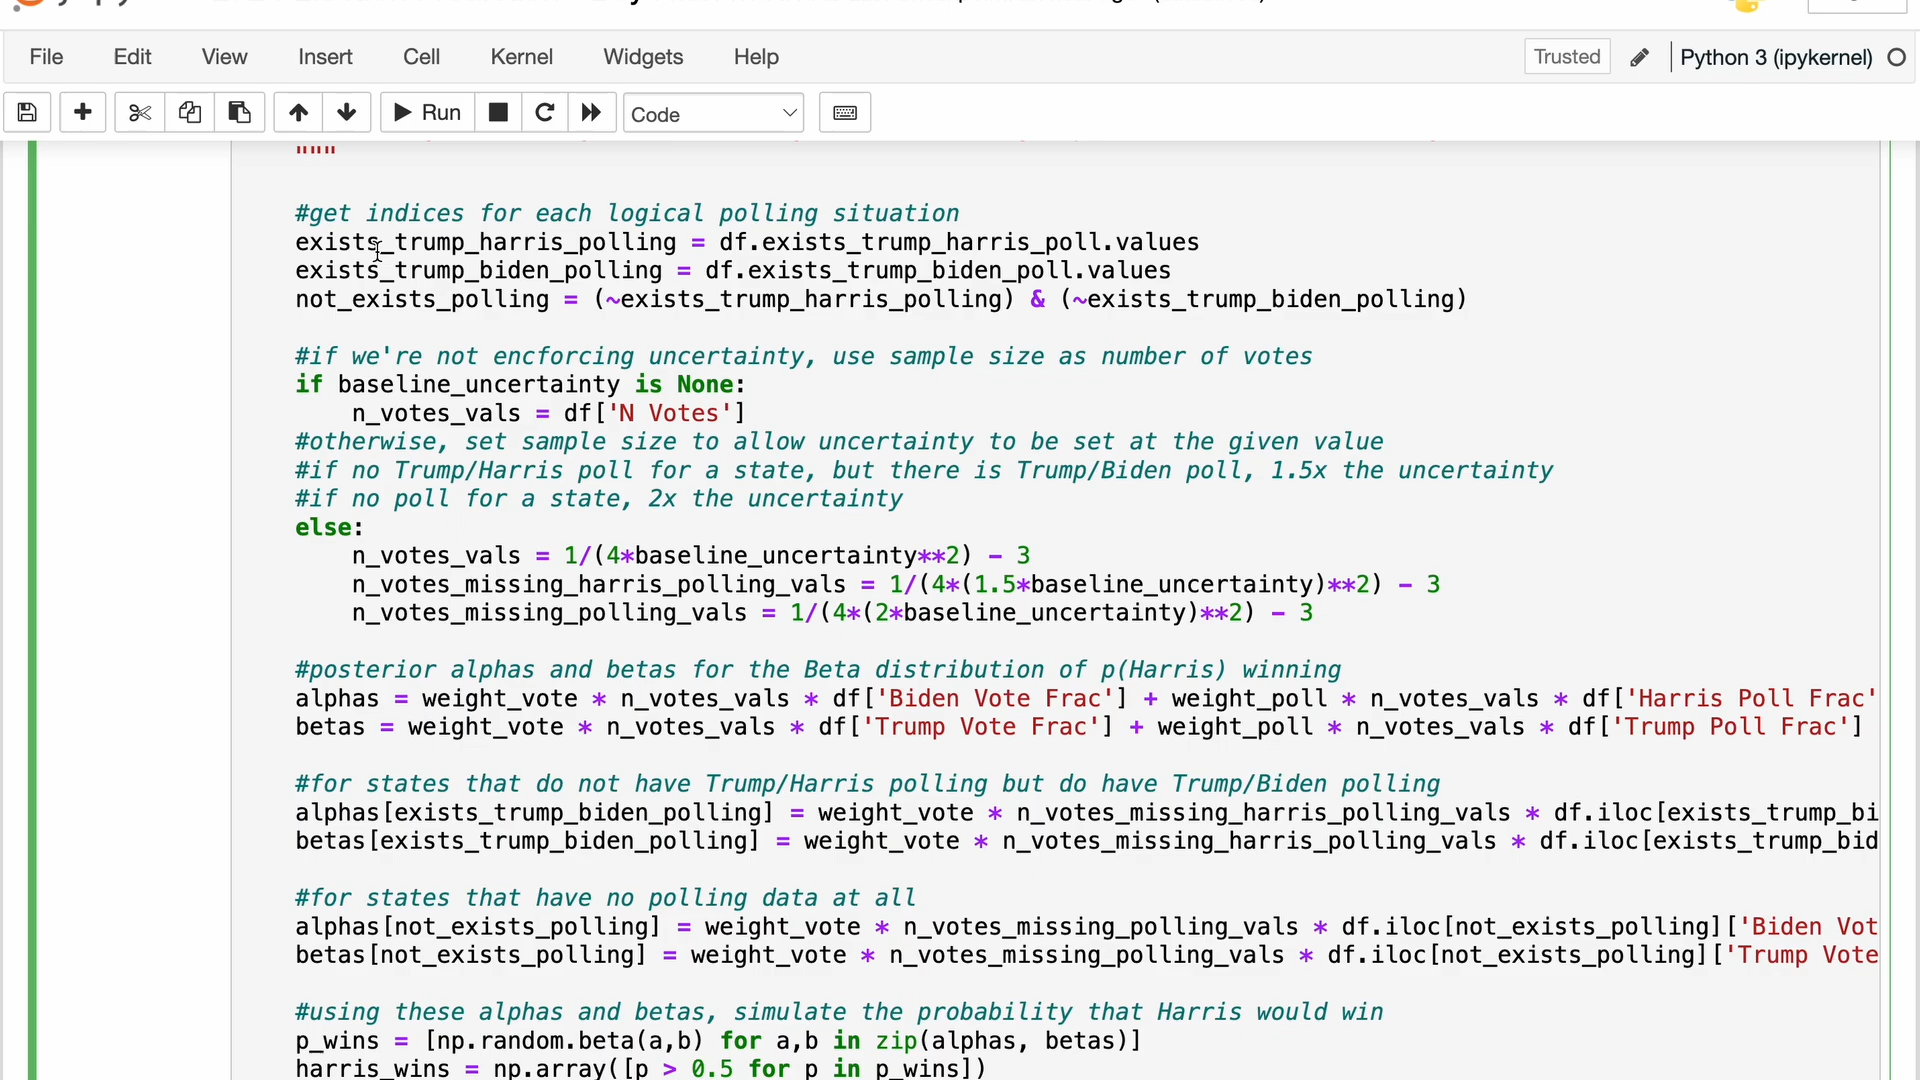 File Edit View Insert Cell Kernel Widgets Help Trusted Python 3 (ipykernel)
Run Code
"""
#get indices for each logical polling situation
exists_trump_harris_polling = df.exists_trump_harris_poll.values
exists_trump_biden_polling = df.exists_trump_biden_poll.values
not_exists_polling = (~exists_trump_harris_polling) & (~exists_trump_biden_polling)
#if we're not encforcing uncertainty, use sample size as number of votes
if baseline_uncertainty is None:
n_votes_vals = df['N Votes']
#otherwise, set sample size to allow uncertainty to be set at the given value
#if no Trump/Harris poll for a state, but there is Trump/Biden poll, 1.5x the uncertainty
#if no poll for a state, 2x the uncertainty
else:
n_votes_vals = 1/(4*baseline_uncertainty**2) - 3
n_votes_missing_harris_polling_vals = 1/(4*(1.5*baseline_uncertainty)**2) - 3
n_votes_missing_polling_vals = 1/(4*(2*baseline_uncertainty)**2) - 3
#posterior alphas and betas for the Beta distribution of p(Harris) winning
alphas = weight_vote * n_votes_vals * df['Biden Vote Frac'] + weight_poll * n_votes_vals * df['Harris Poll Frac'
betas = weight_vote * n_votes_vals * df['Trump Vote Frac'] + weight_poll * n_votes_vals * df['Trump Poll Frac']
#for states that do not have Trump/Harris polling but do have Trump/Biden polling
alphas[exists_trump_biden_polling] = weight_vote * n_votes_missing_harris_polling_vals * df.iloc[exists_trump_bi
betas[exists_trump_biden_polling] = weight_vote * n_votes_missing_harris_polling_vals * df.iloc[exists_trump_bid
#for states that have no polling data at all
alphas[not_exists_polling] = weight_vote * n_votes_missing_polling_vals * df.iloc[not_exists_polling]['Biden Vot
betas[not_exists_polling] = weight_vote * n_votes_missing_polling_vals * df.iloc[not_exists_polling]['Trump Vote
#using these alphas and betas, simulate the probability that Harris would win
p_wins = [np.random.beta(a,b) for a,b in zip(alphas, betas)]
harris_wins = np.array([p > 0.5 for p in p_wins])